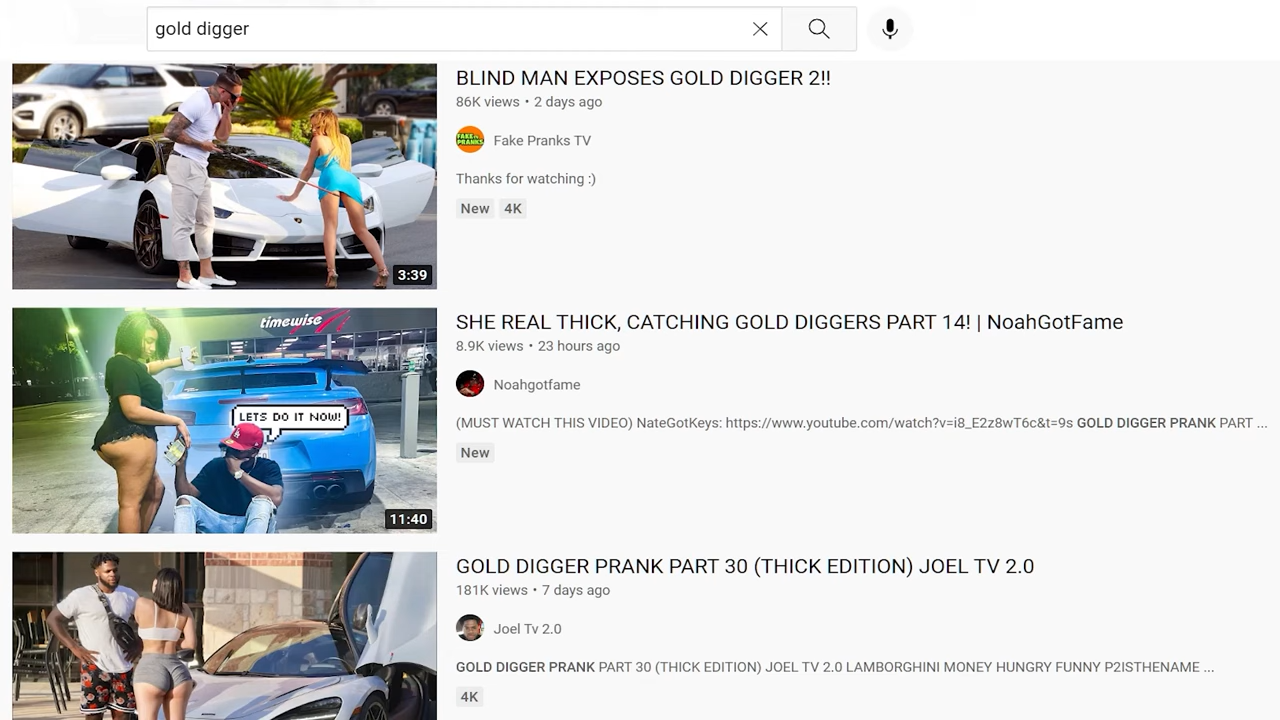 gold digger
BLIND MAN EXPOSES GOLD DIGGER 2!!
86K views • 2 days ago
FAKE PRANKS
Fake Pranks TV
Thanks for watching :)
New 4K
3:39
timewise
LETS DO IT NOW!
11:40
SHE REAL THICK, CATCHING GOLD DIGGERS PART 14! | NoahGotFame
8.9K views • 23 hours ago
Noahgotfame
(MUST WATCH THIS VIDEO) NateGotKeys: https://www.youtube.com/watch?v=i8_E2z8wT6c&t=9s GOLD DIGGER PRANK PART ...
New
GOLD DIGGER PRANK PART 30 (THICK EDITION) JOEL TV 2.0
181K views • 7 days ago
Joel Tv 2.0
GOLD DIGGER PRANK PART 30 (THICK EDITION) JOEL TV 2.0 LAMBORGHINI MONEY HUNGRY FUNNY P2ISTHENAME ...
4K